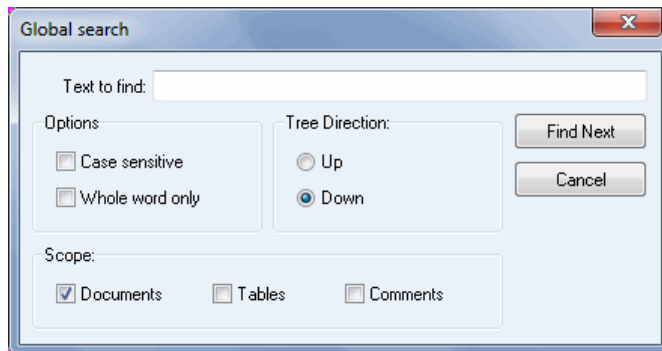 Global search
Text to find:
Options
Tree Direction:
Case sensitive
Up
Find Next
Whole word only
Down
Cancel
Scope:
Documents
Tables
Comments